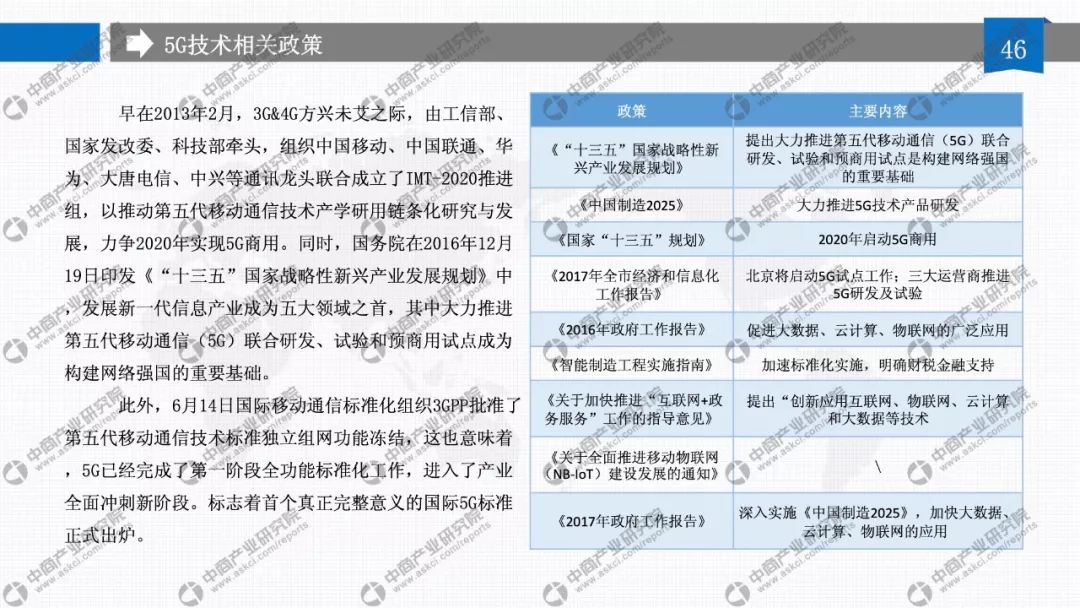 5G技术相关政策
46
早在2013年2月，3G&4G方兴未艾之际，由工信部、
国家发改委、科技部牵头，组织中国移动、中国联通、华
为、大唐电信、中兴等通讯龙头联合成立了IMT-2020推进
组，以推动第五代移动通信技术产学研用链条化研究与发
展，力争2020年实现5G商用。同时，国务院在2016年12月
19日印发《“十三五”国家战略性新兴产业发展规划》中
，发展新一代信息产业成为五大领域之首，其中大力推进
第五代移动通信（5G）联合研发、试验和预商用试点成为
构建网络强国的重要基础。
此外，6月14日国际移动通信标准化组织3GPP批准了
第五代移动通信技术标准独立组网功能冻结，这也意味着
，5G已经完成了第一阶段全功能标准化工作，进入了产业
全面冲刺新阶段。标志着首个真正完整意义的国际5G标准
正式出炉。
政策 主要内容
《“十三五”国家战略性新
兴产业发展规划》
提出大力推进第五代移动通信（5G）联合
研发、试验和预商用试点是构建网络强国
的重要基础
《中国制造2025》 大力推进5G技术产品研发
《国家“十三五”规划》 2020年启动5G商用
《2017年全市经济和信息化
工作报告》
北京将启动5G试点工作；三大运营商推进
5G研发及试验
《2016年政府工作报告》 促进大数据、云计算、物联网的广泛应用
《智能制造工程实施指南》 加速标准化实施，明确财税金融支持
《关于加快推进“互联网+政
务服务”工作的指导意见》
提出“创新应用互联网、物联网、云计算
和大数据等技术
《关于全面推进移动物联网
（NB-IoT）建设发展的通知》
\
《2017年政府工作报告》
深入实施《中国制造2025》，加快大数据、
云计算、物联网的应用
中商产业研究院
www.askci.com/reports